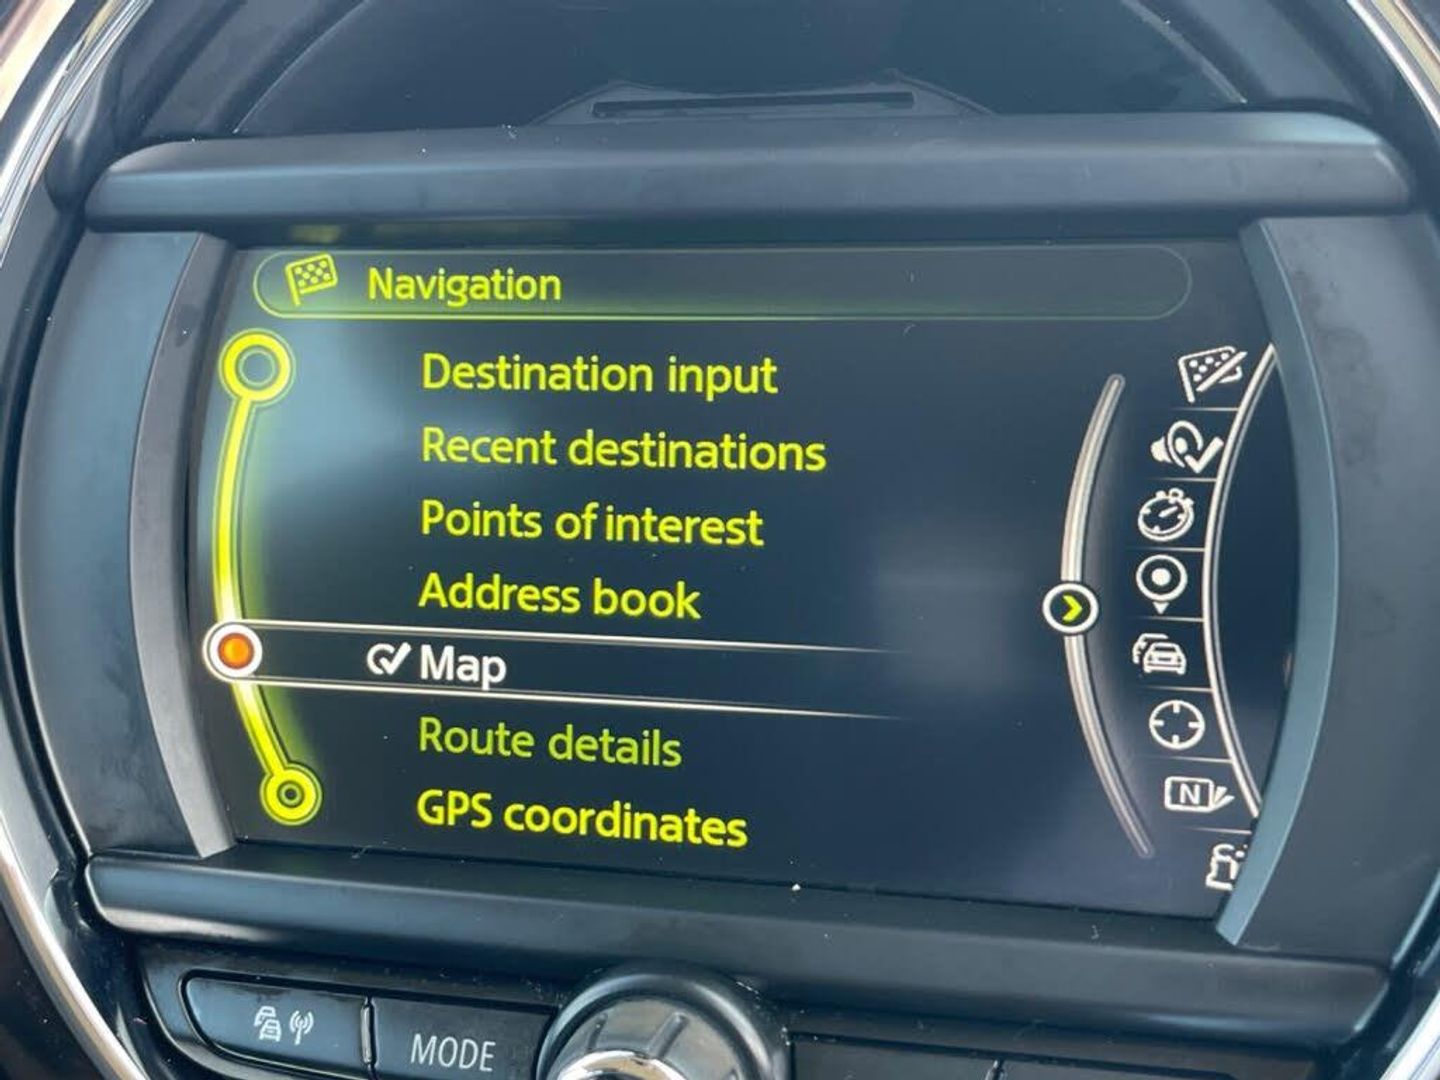 Navigation
Destination input
Recent destinations
Points of interest
Address book
Map
Route details
GPS coordinates
N
MODE